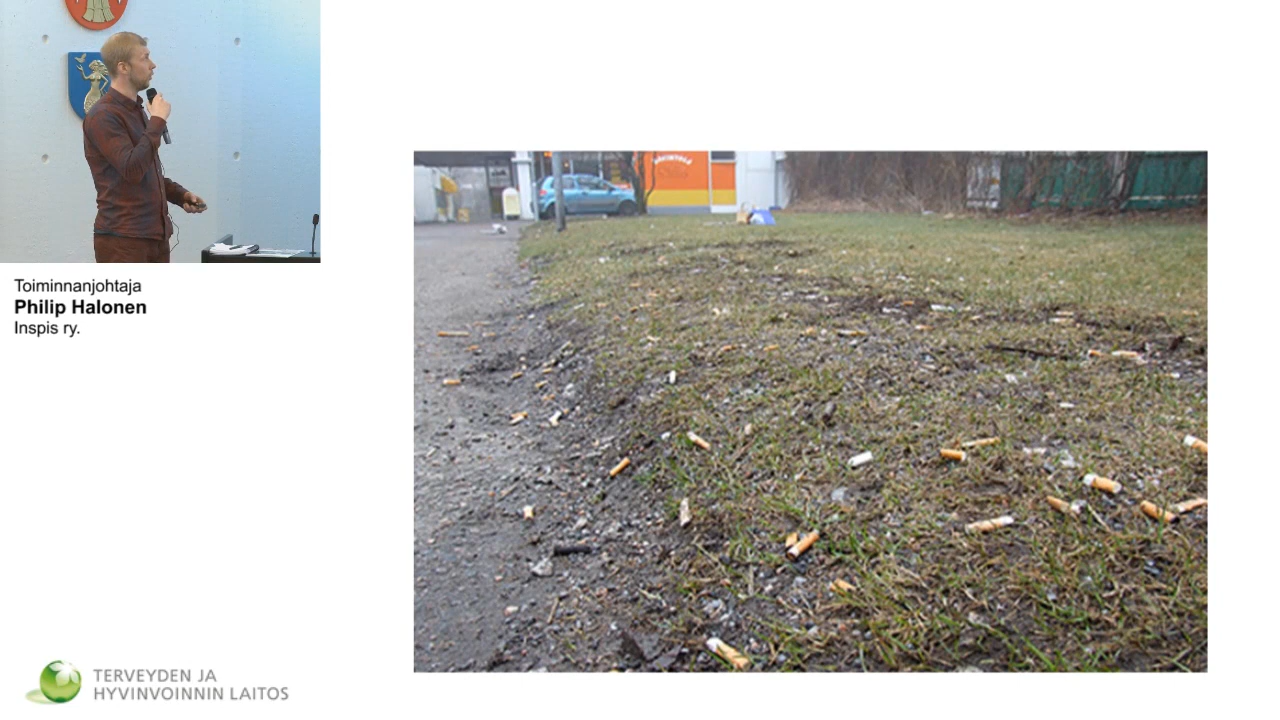 Toiminnanjohtaja
Philip Halonen
Inspis ry.
TERVEYDEN JA
HYVINVOINNIN LAITOS